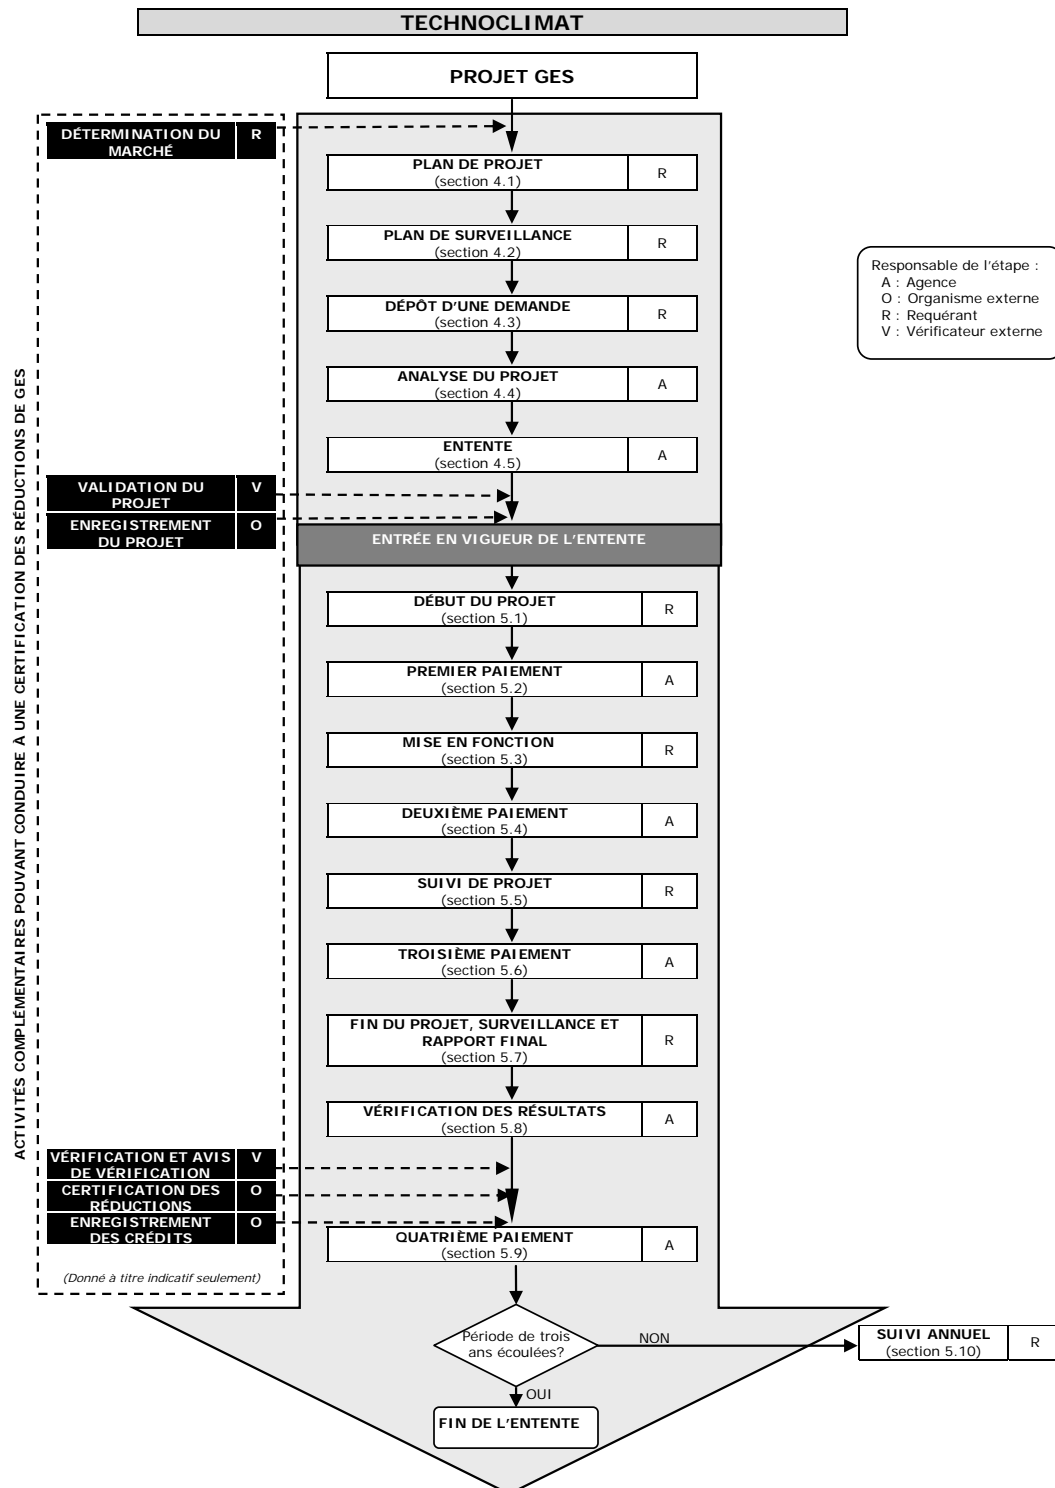 TECHNOCLIMAT
PROJET GES
ACTIVITÉS COMPLÉMENTAIRES POUVANT CONDUIRE À UNE CERTIFICATION DES RÉDUCTIONS DE GES
DÉTERMINATION DU
MARCHÉ
R
PLAN DE PROJET
(section 4.1)
R
PLAN DE SURVEILLANCE
(section 4.2)
R
Responsable de l'étape :
A : Agence
O : Organisme externe
R : Requérant
V : Vérificateur externe
DÉPÔT D'UNE DEMANDE
(section 4.3)
R
ANALYSE DU PROJET
(section 4.4)
A
ENTENTE
(section 4.5)
A
VALIDATION DU
PROJET
V
ENREGISTREMENT
DU PROJET
O
ENTRÉE EN VIGUEUR DE L'ENTENTE
DÉBUT DU PROJET
(section 5.1)
R
PREMIER PAIEMENT
(section 5.2)
A
MISE EN FONCTION
(section 5.3)
R
DEUXIÈME PAIEMENT
(section 5.4)
A
SUIVI DE PROJET
(section 5.5)
R
TROISIÈME PAIEMENT
(section 5.6)
A
FIN DU PROJET, SURVEILLANCE ET
RAPPORT FINAL
(section 5.7)
R
VÉRIFICATION DES RÉSULTATS
(section 5.8)
A
VÉRIFICATION ET AVIS
DE VÉRIFICATION
V
CERTIFICATION DES
RÉDUCTIONS
O
ENREGISTREMENT
DES CRÉDITS
O
QUATRIÈME PAIEMENT
(section 5.9)
A
(Donné à titre indicatif seulement)
Période de trois
ans écoulées?
NON
SUIVI ANNUEL
(section 5.10)
R
OUI
FIN DE L'ENTENTE